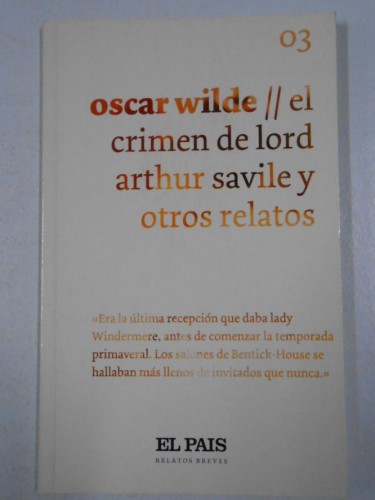 03
oscar wilde // el
crimen de lord
arthur savile y
otros relatos
»Era la última recepción que daba lady
Windermere, antes de comenzar la temporada
primaveral. Los salones de Bentick-House se
hallaban más llenos de invitados que nunca.»
EL PAIS
RELATOS BREVES